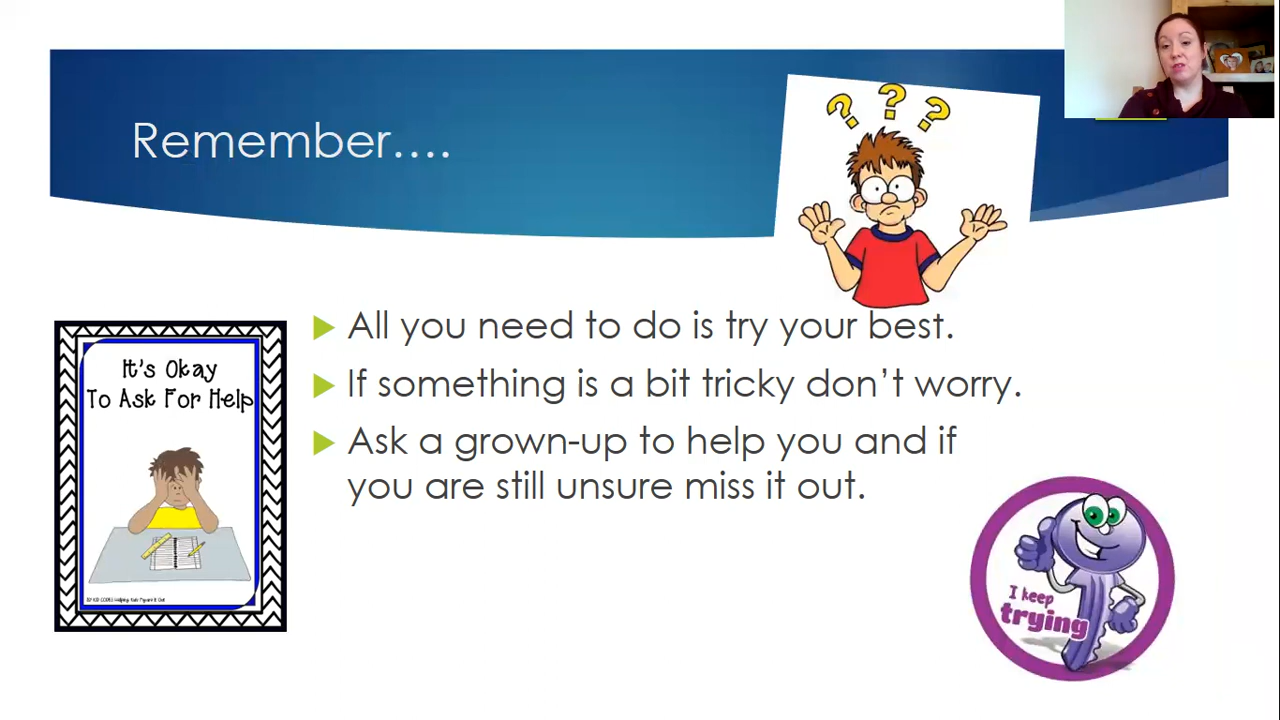 Remember....
? ? ?
All you need to do is try your best.
If something is a bit tricky don't worry.
Ask a grown-up to help you and if
you are still unsure miss it out.
It's Okay
To Ask For Help
I keep
trying